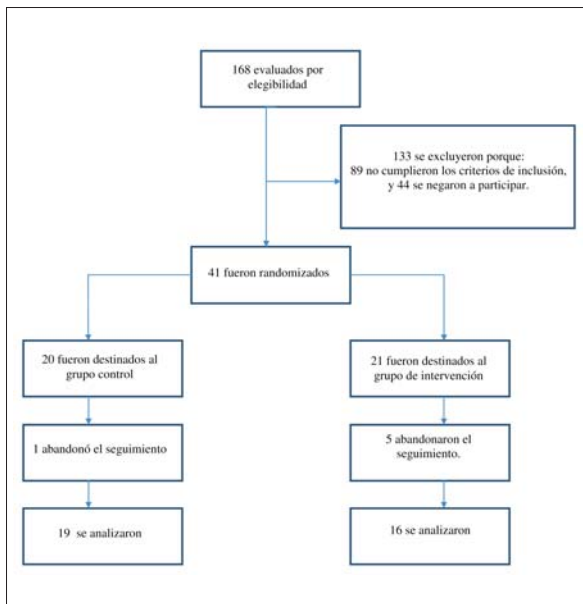 168 evaluados por
elegibilidad
133 se excluyeron porque:
89 no cumplieron los criterios de inclusión,
y 44 se negaron a participar.
41 fueron randomizados
20 fueron destinados al
grupo control
21 fueron destinados al
grupo de intervención
1 abandonó el seguimiento
5 abandonaron el
seguimiento.
19 se analizaron
16 se analizaron